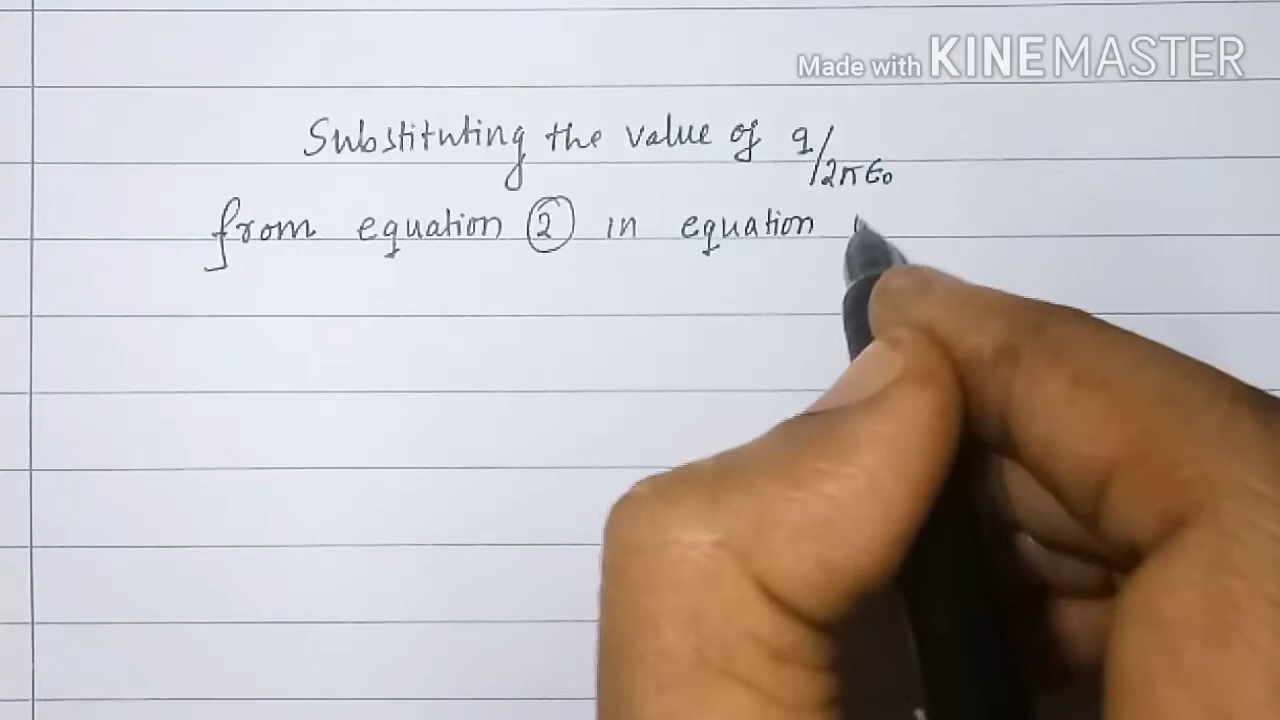 Made with KINEMASTER
Substituting the value of q/2πε₀
from equation ② in equation